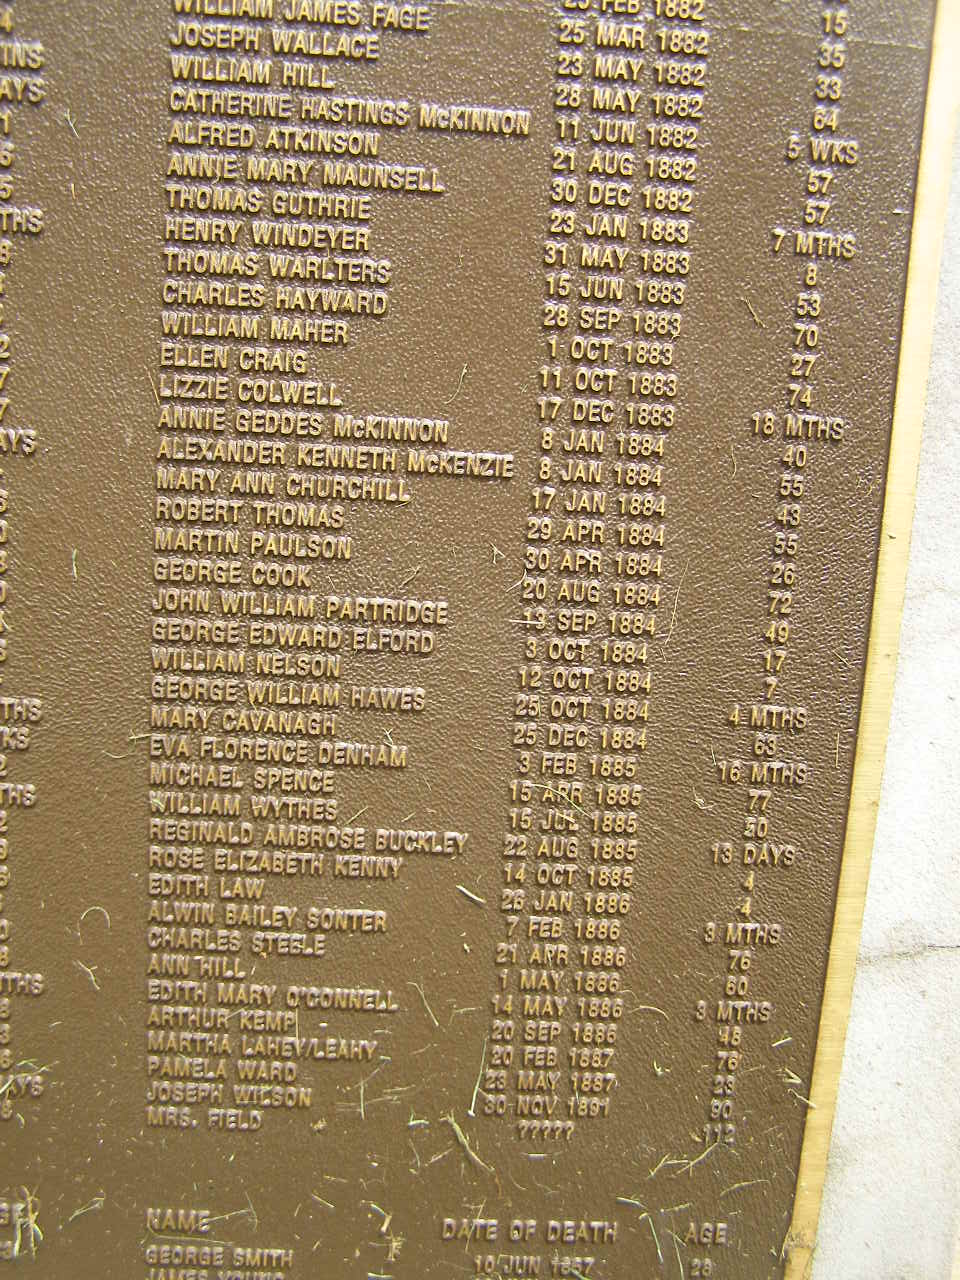 25 FEB 1882 15
WILLIAM JAMES FAGE 25 MAR 1882 35
JOSEPH WALLACE 23 MAY 1882 33
WILLIAM HILL 28 MAY 1882 64
CATHERINE HASTINGS McKINNON 11 JUN 1882 5 WKS
ALFRED ATKINSON 21 AUG 1882 57
ANNIE MARY MAUNSELL 30 DEC 1882 57
THOMAS GUTHRIE 23 JAN 1883 7 MTHS
HENRY WINDEYER 31 MAY 1883 8
THOMAS WARLTERS 15 JUN 1883 53
CHARLES HAYWARD 28 SEP 1883 70
WILLIAM MAHER 1 OCT 1883 27
ELLEN CRAIG 11 OCT 1883 74
LIZZIE COLWELL 17 DEC 1883 18 MTHS
ANNIE GEDDES McKINNON 8 JAN 1884 40
ALEXANDER KENNETH McKENZIE 8 JAN 1884 55
MARY ANN CHURCHILL 17 JAN 1884 43
ROBERT THOMAS 29 APR 1884 55
MARTIN PAULSON 30 APR 1884 26
GEORGE COOK 20 AUG 1884 72
JOHN WILLIAM PARTRIDGE 13 SEP 1884 49
GEORGE EDWARD ELFORD 3 OCT 1884 17
WILLIAM NELSON 12 OCT 1884 7
GEORGE WILLIAM HAWES 25 OCT 1884 4 MTHS
MARY CAVANAGH 25 DEC 1884 63
EVA FLORENCE DENHAM 3 FEB 1885 16 MTHS
MICHAEL SPENCE 15 APR 1885 77
WILLIAM WYTHES 15 JUL 1885 50
REGINALD AMBROSE BUCKLEY 22 AUG 1885 13 DAYS
ROSE ELIZABETH KENNY 14 OCT 1885 4
EDITH LAW 26 JAN 1886 4
ALWIN BAILEY SONTER 7 FEB 1886 3 MTHS
CHARLES STEELE 21 APR 1886 76
ANN HILL 1 MAY 1886 60
EDITH MARY O'CONNELL 14 MAY 1886 3 MTHS
ARTHUR KEMP 20 SEP 1886 48
MARTHA LAHEY/LEAHY 20 FEB 1887 76
PAMELA WARD 23 MAY 1887 23
JOSEPH WILSON 30 NOV 1891 90
MRS. FIELD ????? 112
NAME DATE OF DEATH AGE
GEORGE SMITH 10 JUN 1857 28